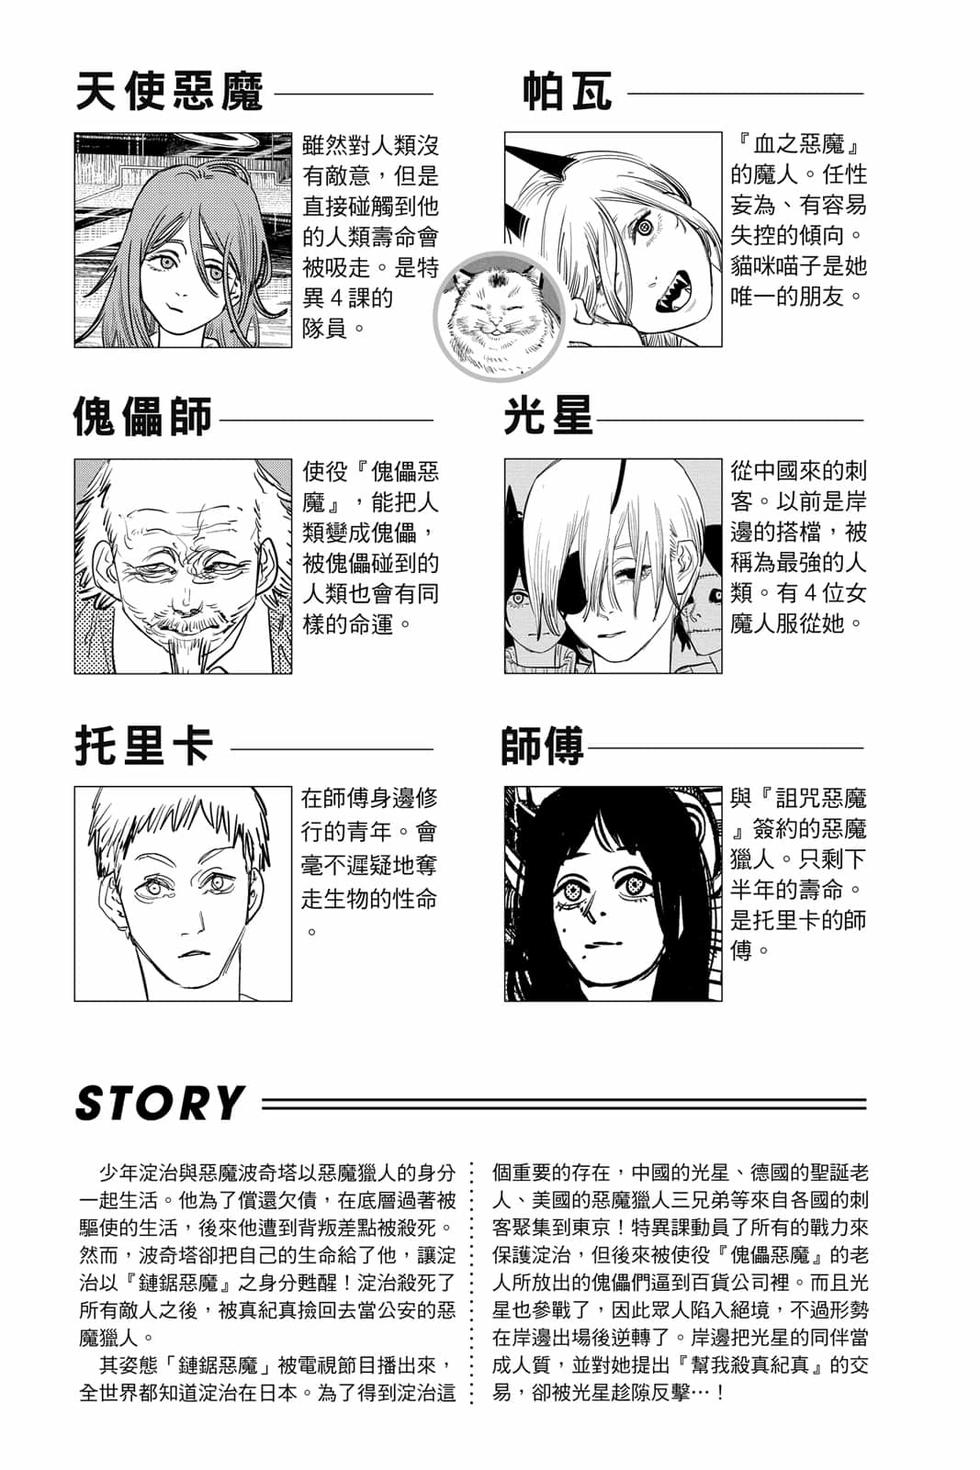 天使惡魔
雖然對人類沒
有敵意，但是
直接碰觸到他
的人類壽命會
被吸走。是特
異４課的
隊員。
帕瓦
『血之惡魔』
的魔人。任性
妄為、有容易
失控的傾向。
貓咪喵子是她
唯一的朋友。
傀儡師
使役『傀儡惡
魔』，能把人
類變成傀儡，
被傀儡碰到的
人類也會有同
樣的命運。
光星
從中國來的刺
客。以前是岸
邊的搭檔，被
稱為最強的人
類。有４位女
魔人服從她。
托里卡
在師傅身邊修
行的青年。會
毫不遲疑地奪
走生物的性命
。
師傅
與『詛咒惡魔
』簽約的惡魔
獵人。只剩下
半年的壽命。
是托里卡的師
傅。
STORY
少年淀治與惡魔波奇塔以惡魔獵人的身分
一起生活。他為了償還欠債，在底層過著被
驅使的生活，後來他遭到背叛差點被殺死。
然而，波奇塔卻把自己的生命給了他，讓淀
治以『鏈鋸惡魔』之身分甦醒！淀治殺死了
所有敵人之後，被真紀真撿回去當公安的惡
魔獵人。
其姿態「鏈鋸惡魔」被電視節目播出來，
全世界都知道淀治在日本。為了得到淀治這
個重要的存在，中國的光星、德國的聖誕老
人、美國的惡魔獵人三兄弟等來自各國的刺
客聚集到東京！特異課動員了所有的戰力來
保護淀治，但後來被使役『傀儡惡魔』的老
人所放出的傀儡們逼到百貨公司裡。而且光
星也參戰了，因此眾人陷入絕境，不過形勢
在岸邊出場後逆轉了。岸邊把光星的同伴當
成人質，並對她提出『幫我殺真紀真』的交
易，卻被光星趁隙反擊…！